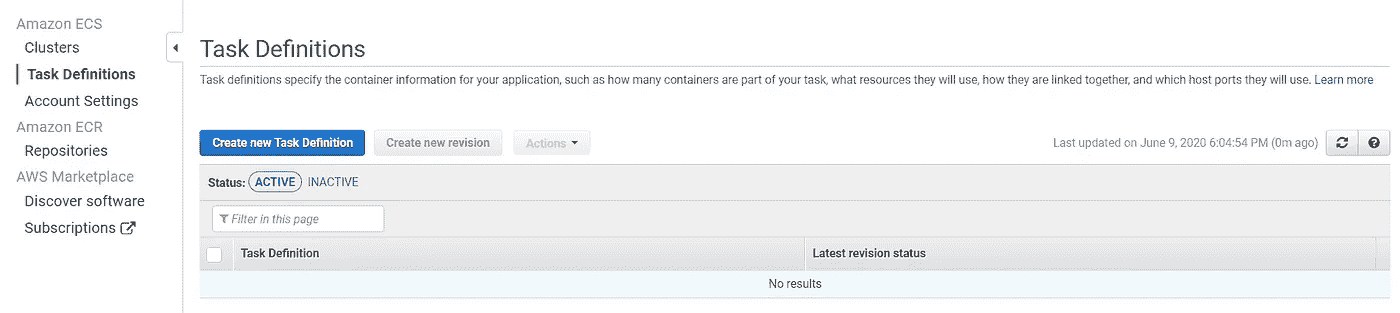 Amazon ECS
Clusters
Task Definitions
Account Settings
Amazon ECR
Repositories
AWS Marketplace
Discover software
Subscriptions
Task Definitions
Task definitions specify the container information for your application, such as how many containers are part of your task, what resources they will use, how they are linked together, and which host ports they will use. Learn more
Create new Task Definition Create new revision Actions Last updated on June 9, 2020 6:04:54 PM (0m ago) ?
Status: ACTIVE INACTIVE
Filter in this page
Task Definition Latest revision status
No results